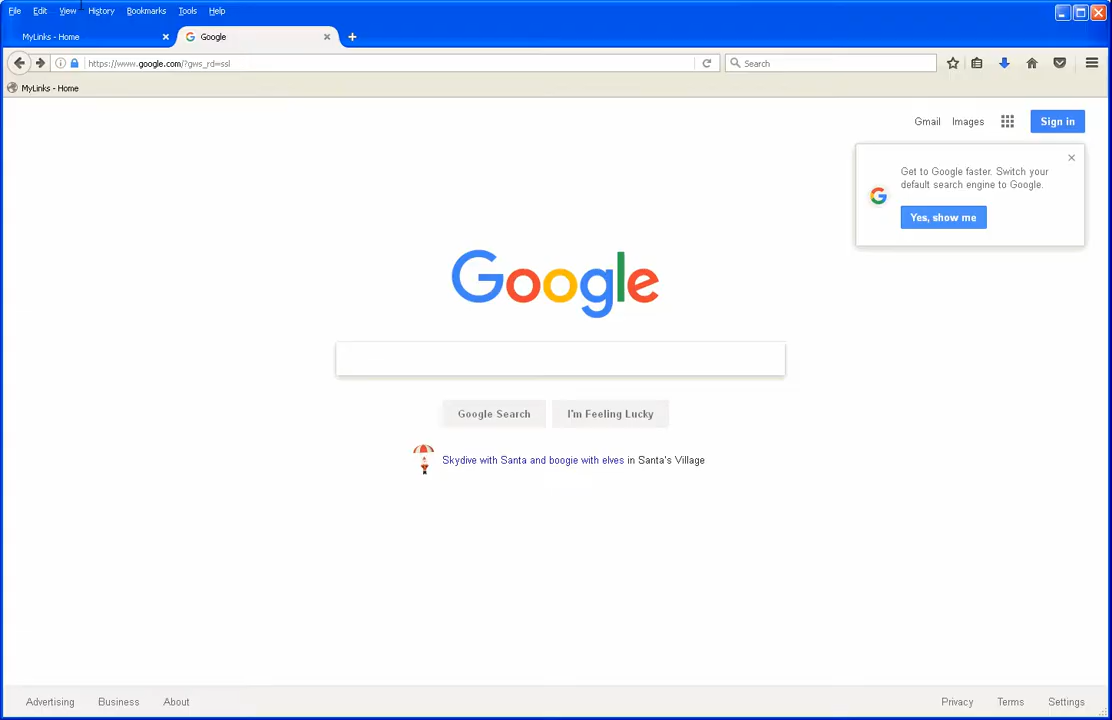 File Edit View History Bookmarks Tools Help
MyLinks - Home
Google
https://www.google.com/?gws_rd=ssl
Search
MyLinks - Home
Gmail Images Sign in
Get to Google faster. Switch your
default search engine to Google.
Yes, show me
Google
Google Search I'm Feeling Lucky
Skydive with Santa and boogie with elves in Santa's Village
Advertising Business About
Privacy Terms Settings